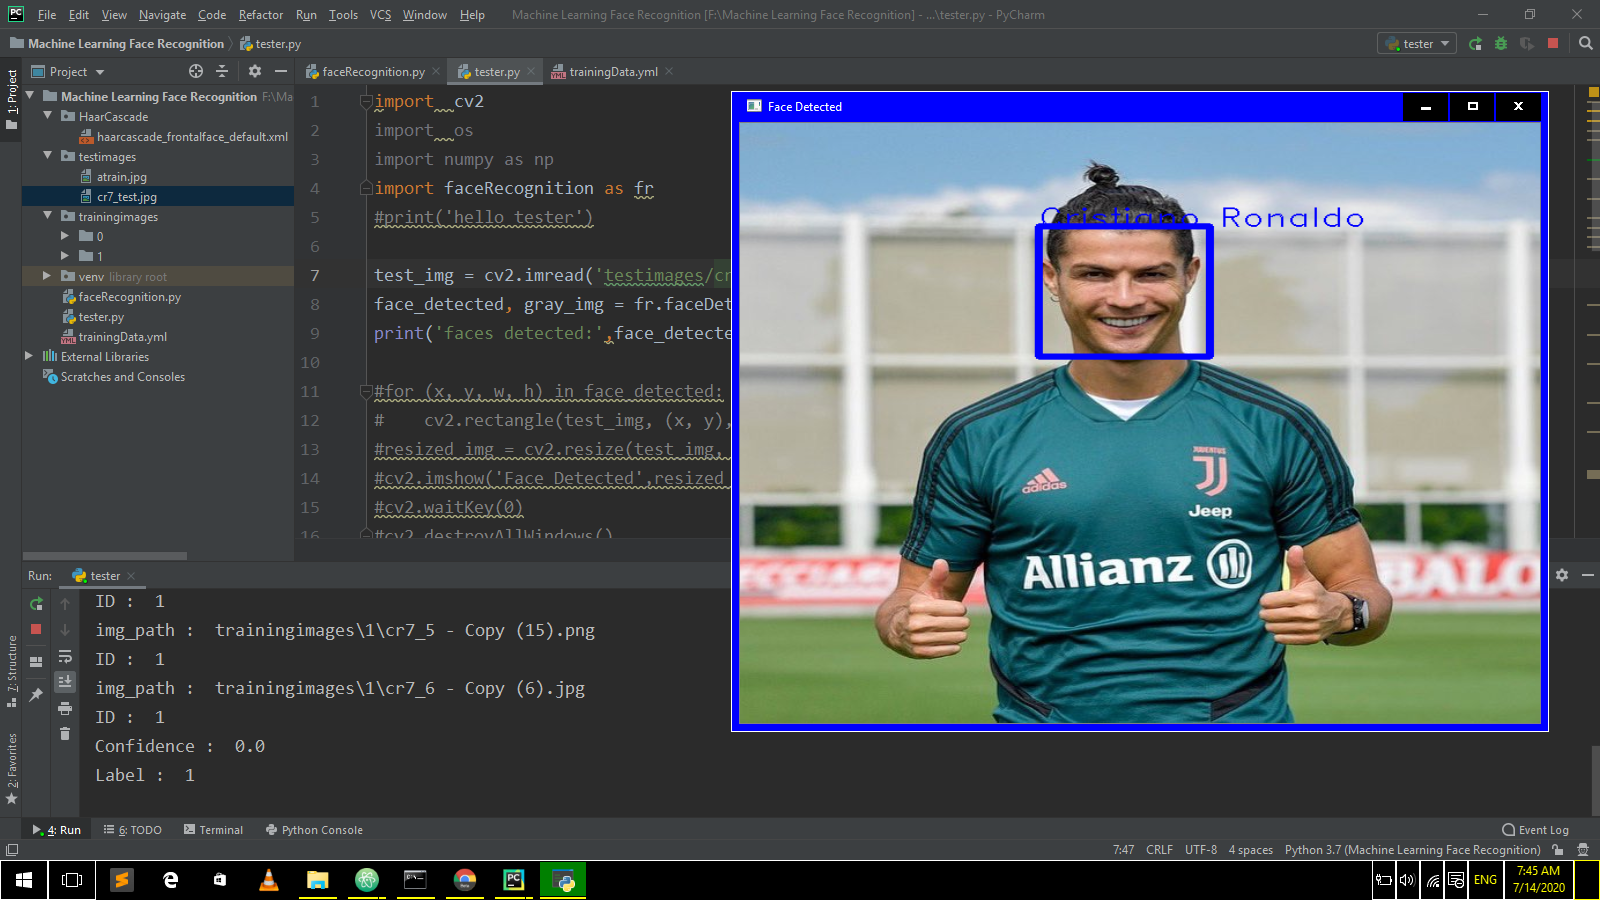 File Edit View Navigate Code Refactor Run Tools VCS Window Help Machine Learning Face Recognition [F:\Machine Learning Face Recognition] - ...\tester.py - PyCharm
Machine Learning Face Recognition tester.py tester
1: Project
Project faceRecognition.py tester.py trainingData.yml
Machine Learning Face Recognition F:\Ma
HaarCascade
haarcascade_frontalface_default.xml
testimages
atrain.jpg
cr7_test.jpg
trainingimages
0
1
venv library root
faceRecognition.py
tester.py
trainingData.yml
External Libraries
Scratches and Consoles
1 import cv2
2 import os
3 import numpy as np
4 import faceRecognition as fr
5 #print('hello tester')
6
7 test_img = cv2.imread('testimages/cr
8 face_detected, gray_img = fr.faceDet
9 print('faces detected:',face_detecte
10
11 #for (x, y, w, h) in face_detected:
12 # cv2.rectangle(test_img, (x, y),
13 #resized_img = cv2.resize(test_img,
14 #cv2.imshow('Face Detected',resized_
15 #cv2.waitKey(0)
16 #cv2.destroyAllWindows()
Face Detected
Cristiano Ronaldo
adidas
JUVENTUS
Jeep
Allianz
BALO
Run: tester
ID : 1
img_path : trainingimages\1\cr7_5 - Copy (15).png
ID : 1
img_path : trainingimages\1\cr7_6 - Copy (6).jpg
ID : 1
Confidence : 0.0
Label : 1
7: Structure
2: Favorites
4: Run 6: TODO Terminal Python Console Event Log
7:47 CRLF UTF-8 4 spaces Python 3.7 (Machine Learning Face Recognition)
ENG
7:45 AM
7/14/2020